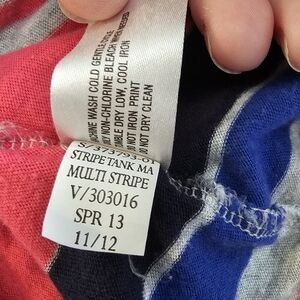 MACHINE WASH COLD GENTLE
ONLY NON-CHLORINE BLEACH WHEN NEEDED
TUMBLE DRY LOW, COOL IRON
DO NOT IRON PRINT
DO NOT DRY CLEAN
STRIPE TANK MA
MULTI STRIPE
V/303016
SPR 13
11/12